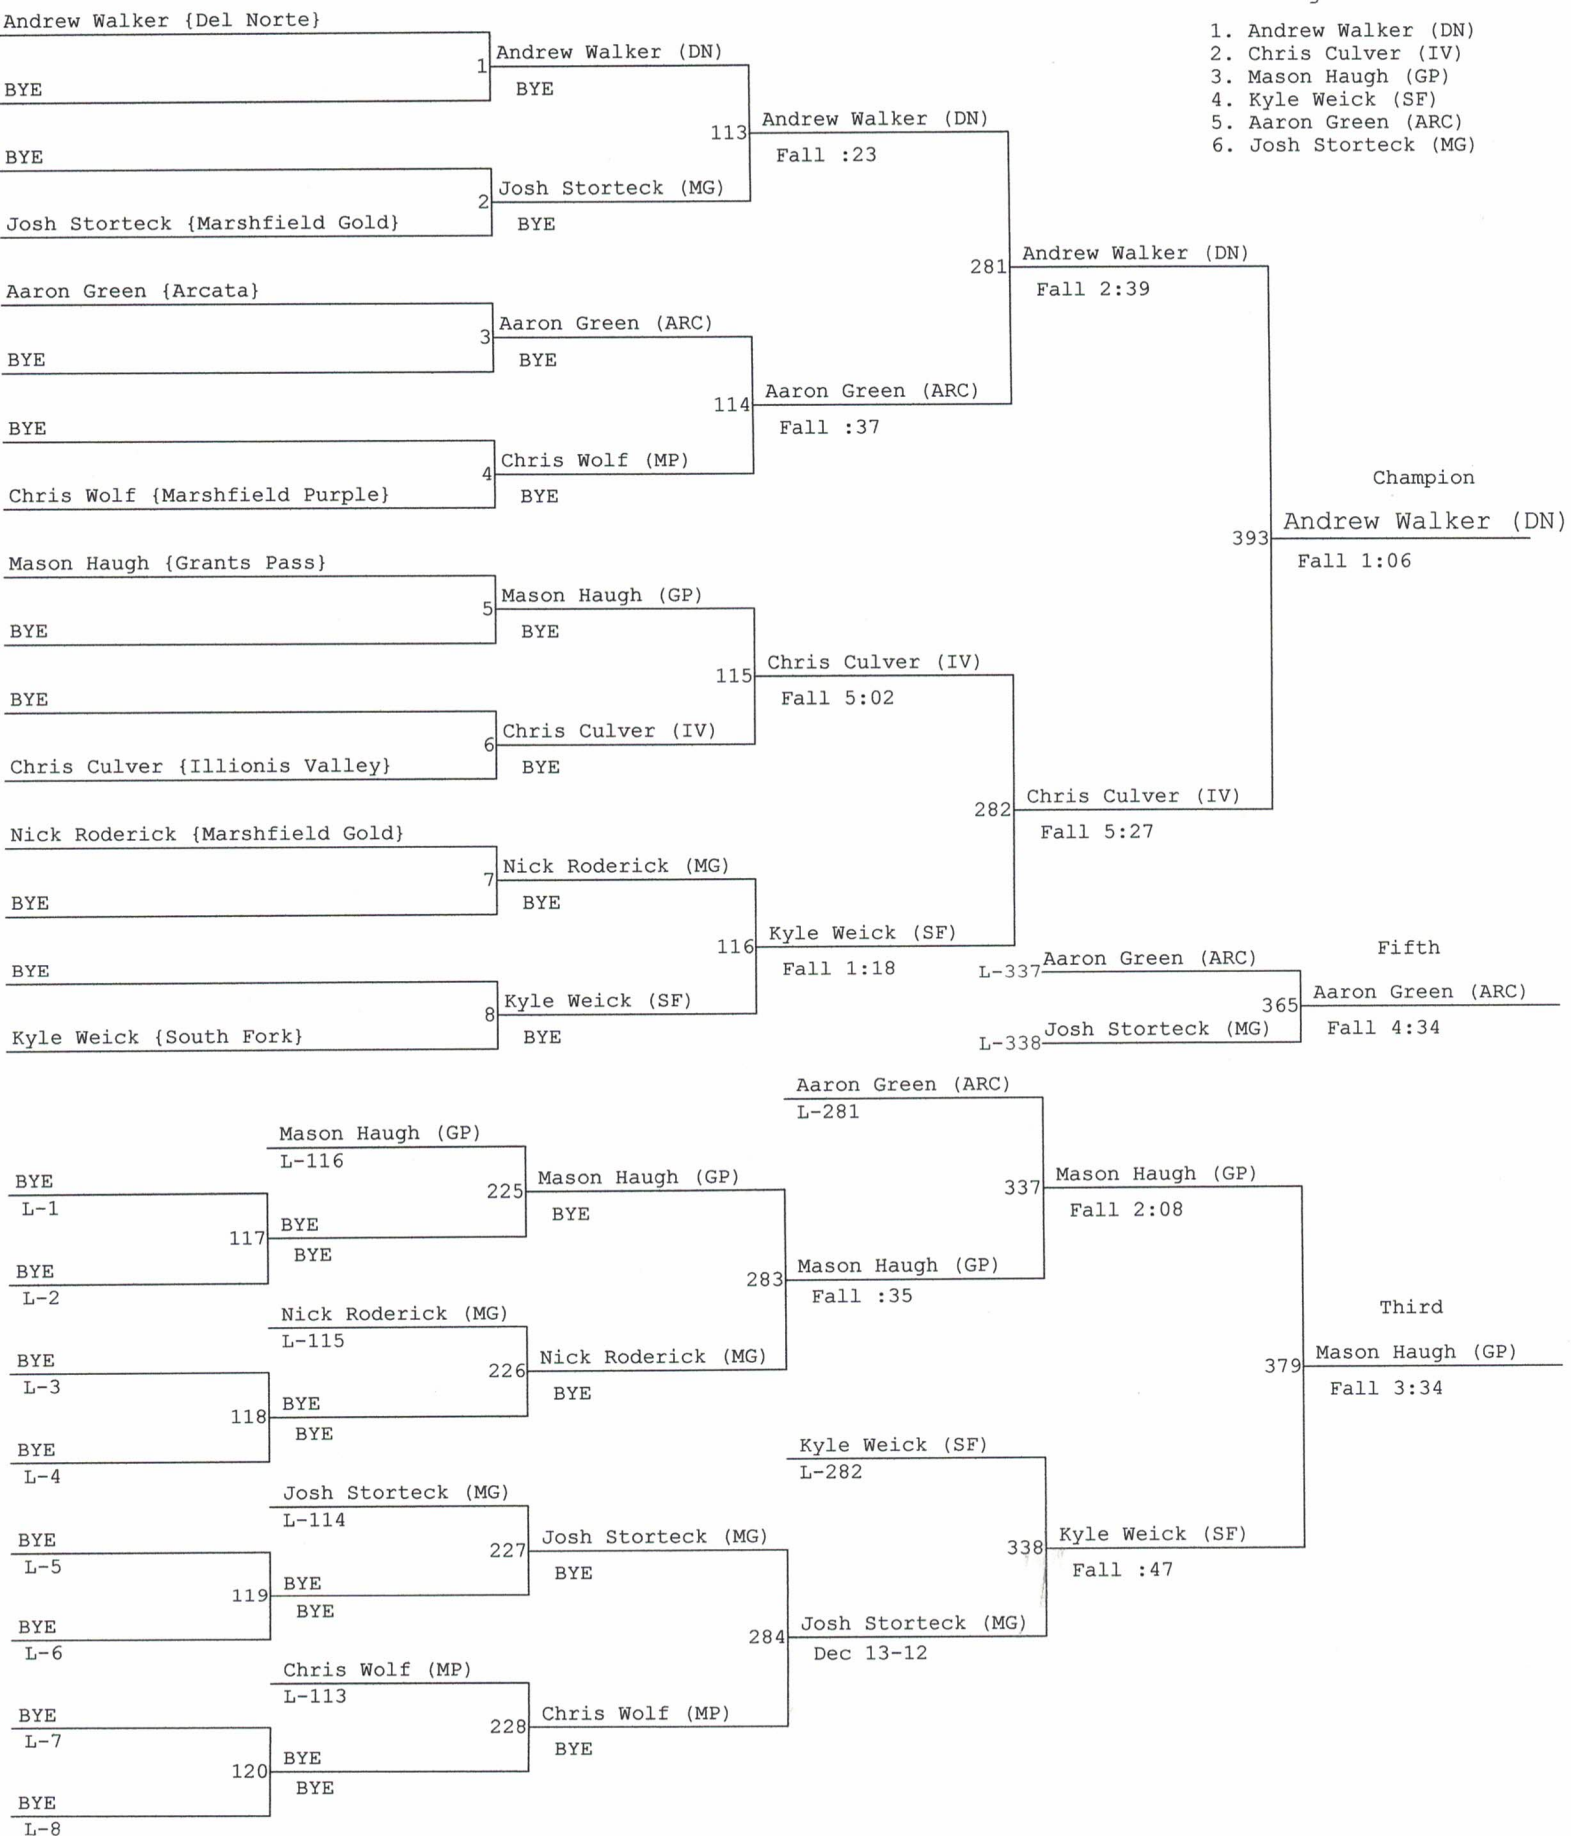 Andrew Walker {Del Norte}
1
Andrew Walker (DN)
BYE
BYE
113
Andrew Walker (DN)
Fall :23
BYE
2
Josh Storteck (MG)
BYE
Josh Storteck {Marshfield Gold}
281
Andrew Walker (DN)
Fall 2:39
Aaron Green {Arcata}
3
Aaron Green (ARC)
BYE
BYE
114
Aaron Green (ARC)
Fall :37
BYE
4
Chris Wolf (MP)
BYE
Chris Wolf {Marshfield Purple}
Champion
393
Andrew Walker (DN)
Fall 1:06
Mason Haugh {Grants Pass}
5
Mason Haugh (GP)
BYE
BYE
115
Chris Culver (IV)
Fall 5:02
BYE
6
Chris Culver (IV)
BYE
Chris Culver {Illionis Valley}
282
Chris Culver (IV)
Fall 5:27
Nick Roderick {Marshfield Gold}
7
Nick Roderick (MG)
BYE
BYE
116
Kyle Weick (SF)
Fall 1:18
BYE
8
Kyle Weick (SF)
BYE
Kyle Weick {South Fork}
1. Andrew Walker (DN)
2. Chris Culver (IV)
3. Mason Haugh (GP)
4. Kyle Weick (SF)
5. Aaron Green (ARC)
6. Josh Storteck (MG)
Fifth
L-337
Aaron Green (ARC)
365
Aaron Green (ARC)
Fall 4:34
L-338
Josh Storteck (MG)
Aaron Green (ARC)
L-281
Mason Haugh (GP)
L-116
BYE
L-1
225
Mason Haugh (GP)
BYE
117
BYE
BYE
BYE
L-2
337
Mason Haugh (GP)
Fall 2:08
283
Mason Haugh (GP)
Fall :35
Nick Roderick (MG)
L-115
BYE
L-3
226
Nick Roderick (MG)
BYE
118
BYE
BYE
BYE
L-4
Third
379
Mason Haugh (GP)
Fall 3:34
Kyle Weick (SF)
L-282
Josh Storteck (MG)
L-114
BYE
L-5
227
Josh Storteck (MG)
BYE
119
BYE
BYE
BYE
L-6
338
Kyle Weick (SF)
Fall :47
284
Josh Storteck (MG)
Dec 13-12
Chris Wolf (MP)
L-113
BYE
L-7
228
Chris Wolf (MP)
BYE
120
BYE
BYE
BYE
L-8